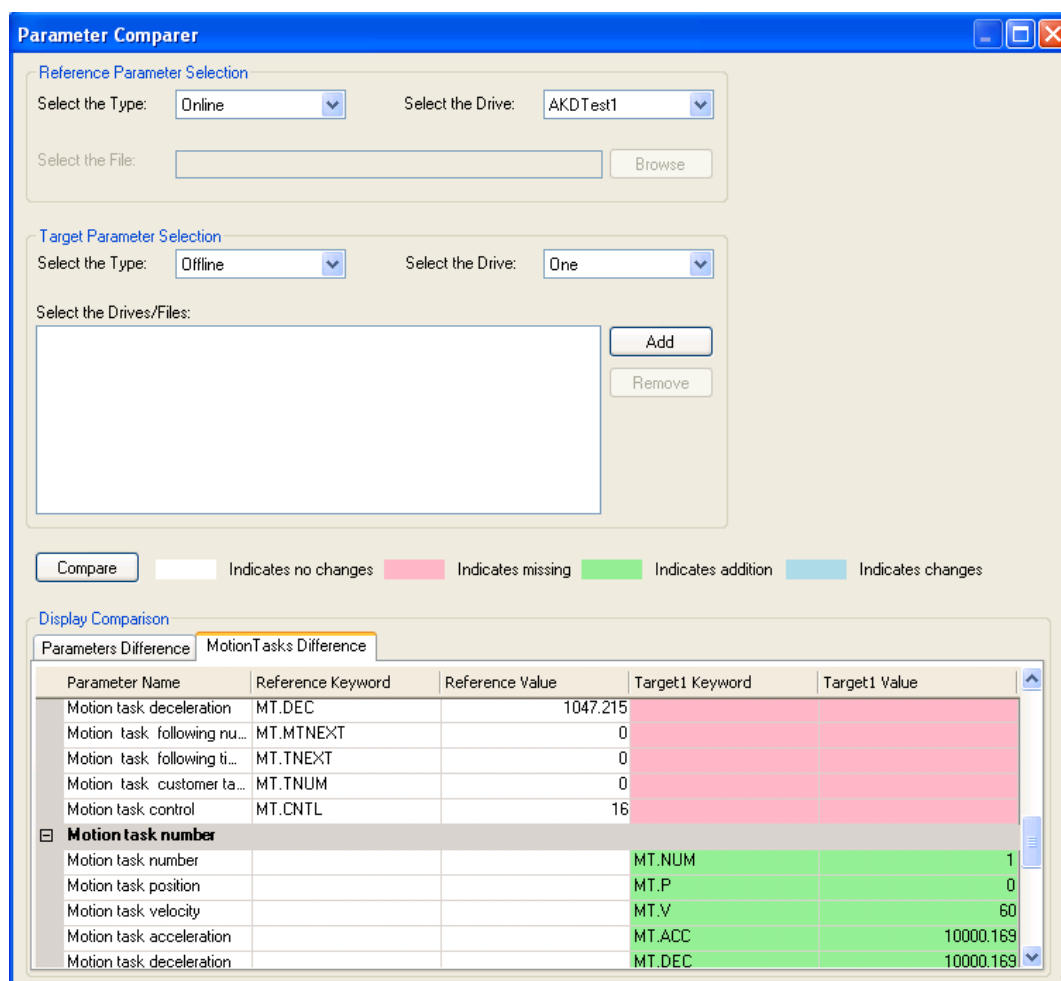 Parameter Comparer
Reference Parameter Selection
Select the Type: Online Select the Drive: AKDTest1
Select the File: Browse
Target Parameter Selection
Select the Type: Offline Select the Drive: One
Select the Drives/Files:
Add
Remove
Compare Indicates no changes Indicates missing Indicates addition Indicates changes
Display Comparison
Parameters Difference MotionTasks Difference
Parameter Name Reference Keyword Reference Value Target1 Keyword Target1 Value
Motion task deceleration MT.DEC 1047.215
Motion task following nu... MT.MTNEXT 0
Motion task following ti... MT.TNEXT 0
Motion task customer ta... MT.TNUM 0
Motion task control MT.CNTL 16
Motion task number
Motion task number MT.NUM 1
Motion task position MT.P 0
Motion task velocity MT.V 60
Motion task acceleration MT.ACC 10000.169
Motion task deceleration MT.DEC 10000.169